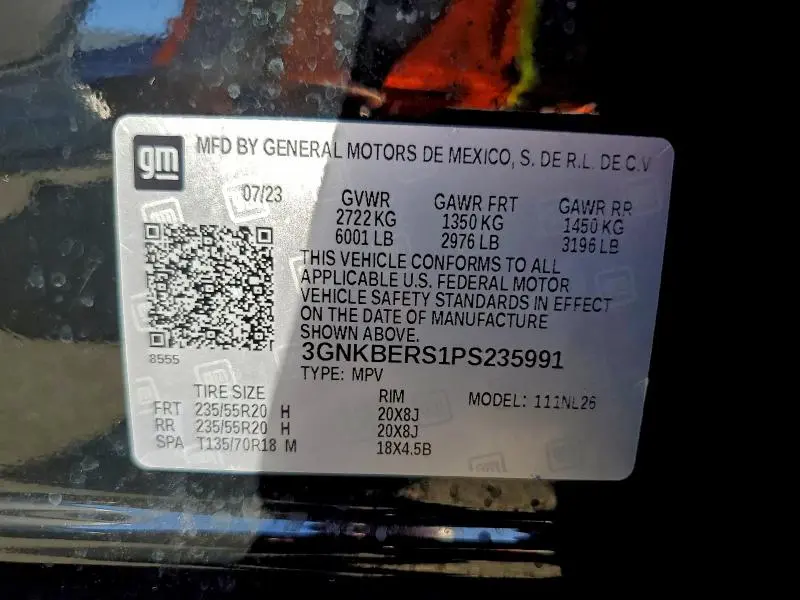 gm
MFD BY GENERAL MOTORS DE MEXICO, S. DE R.L. DE C.V
07/23
GVWR GAWR FRT GAWR RR
2722 KG 1350 KG 1450 KG
6001 LB 2976 LB 3196 LB
THIS VEHICLE CONFORMS TO ALL
APPLICABLE U.S. FEDERAL MOTOR
VEHICLE SAFETY STANDARDS IN EFFECT
ON THE DATE OF MANUFACTURE
SHOWN ABOVE.
8555
3GNKBERS1PS235991
TYPE: MPV
TIRE SIZE RIM MODEL: 111NL26
FRT 235/55R20 H 20X8J
RR 235/55R20 H 20X8J
SPA T135/70R18 M 18X4.5B